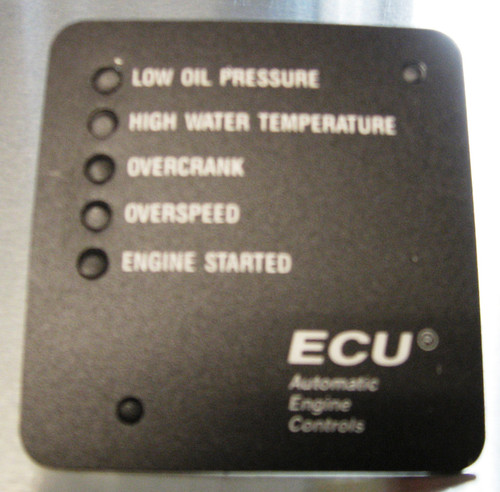 LOW OIL PRESSURE
HIGH WATER TEMPERATURE
OVERCRANK
OVERSPEED
ENGINE STARTED
ECU®
Automatic
Engine
Controls